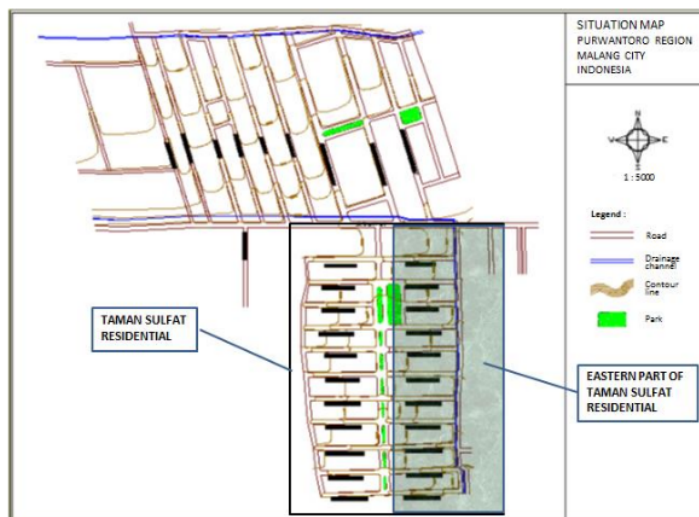 SITUATION MAP
PURWANTORO REGION
MALANG CITY
INDONESIA
N
W E
S
1 : 5000
Legend :
Road
Drainage
channel
Contour
line
Park
TAMAN SULFAT
RESIDENTIAL
EASTERN PART OF
TAMAN SULFAT
RESIDENTIAL